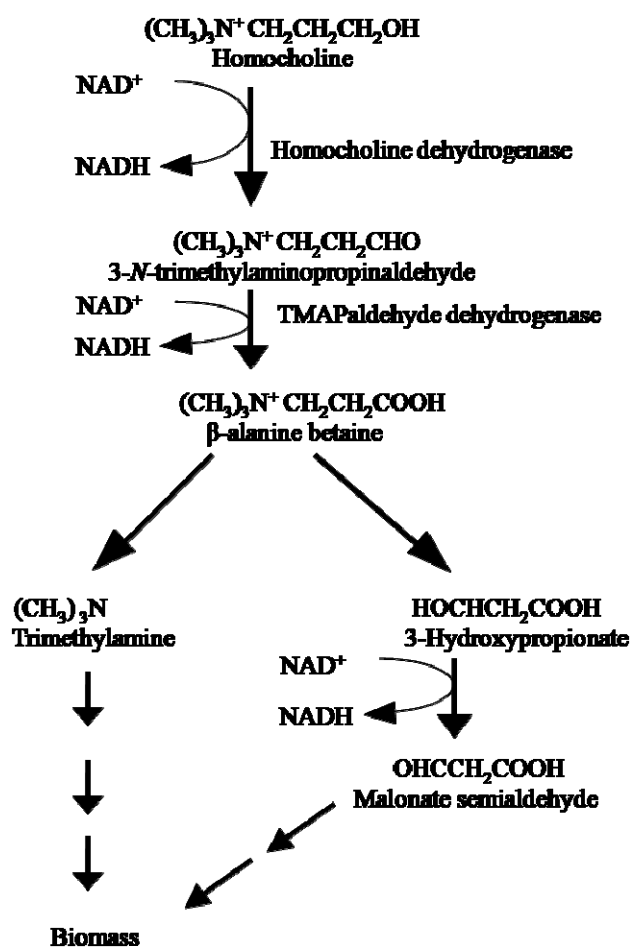 (CH₃)₃N⁺CH₂CH₂CH₂OH
Homocholine
NAD⁺
NADH
Homocholine dehydrogenase
(CH₃)₃N⁺CH₂CH₂CHO
3-N-trimethylaminopropinaldehyde
NAD⁺
TMAPaldehyde dehydrogenase
NADH
(CH₃)₃N⁺CH₂CH₂COOH
β-alanine betaine
(CH₃)₃N
Trimethylamine
HOCHCH₂COOH
3-Hydroxypropionate
NAD⁺
NADH
OHCCH₂COOH
Malonate semialdehyde
Biomass